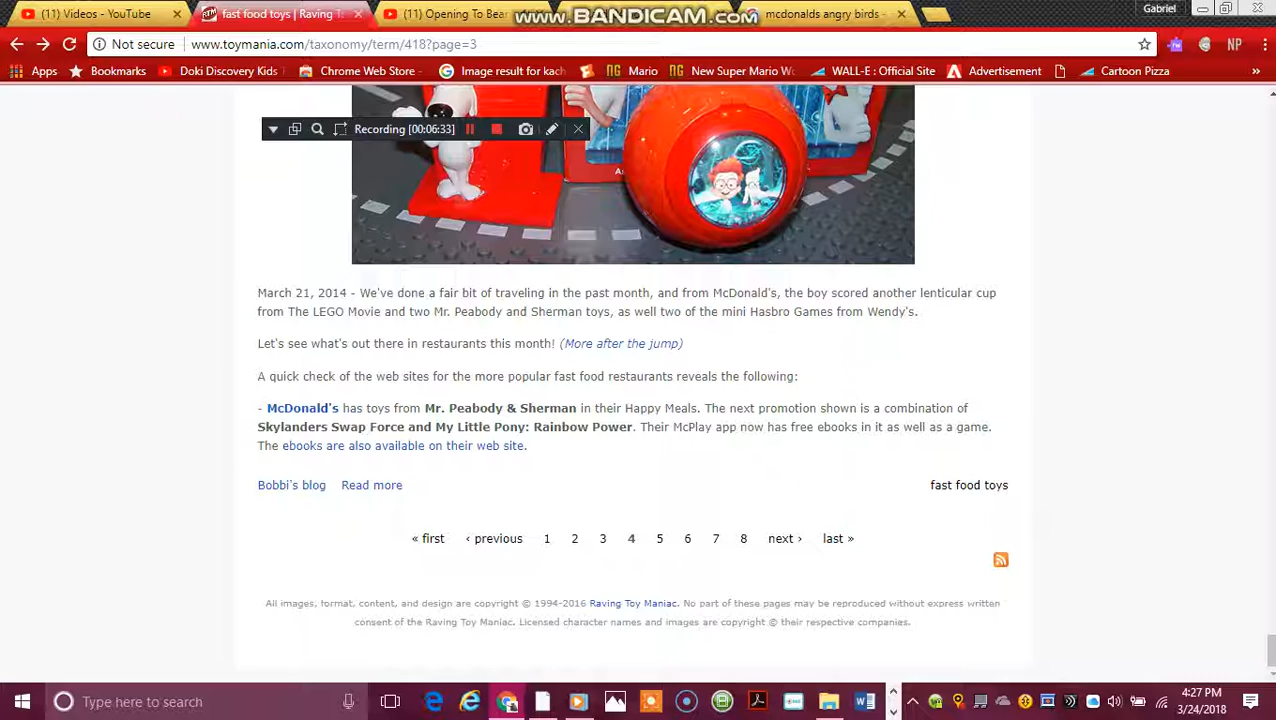 (11) Videos - YouTube
fast food toys | Raving T
(11) Opening To Bear
mcdonalds angry birds -
www.BANDICAM.com
Gabriel
Not secure
www.toymania.com/taxonomy/term/418?page=3
NP
Apps
Bookmarks
Doki Discovery Kids
Chrome Web Store -
Image result for kach
Mario
New Super Mario Wo
WALL-E : Official Site
Advertisement
Cartoon Pizza
»
Recording [00:06:33]
March 21, 2014 - We've done a fair bit of traveling in the past month, and from McDonald's, the boy scored another lenticular cup
from The LEGO Movie and two Mr. Peabody and Sherman toys, as well two of the mini Hasbro Games from Wendy's.
Let's see what's out there in restaurants this month! (More after the jump)
A quick check of the web sites for the more popular fast food restaurants reveals the following:
- McDonald's has toys from Mr. Peabody & Sherman in their Happy Meals. The next promotion shown is a combination of
Skylanders Swap Force and My Little Pony: Rainbow Power. Their McPlay app now has free ebooks in it as well as a game.
The ebooks are also available on their web site.
Bobbi's blog Read more fast food toys
« first ‹ previous 1 2 3 4 5 6 7 8 next › last »
All images, format, content, and design are copyright © 1994-2016 Raving Toy Maniac. No part of these pages may be reproduced without express written
consent of the Raving Toy Maniac. Licensed character names and images are copyright @ their respective companies.
Type here to search
4:27 PM
3/24/2018